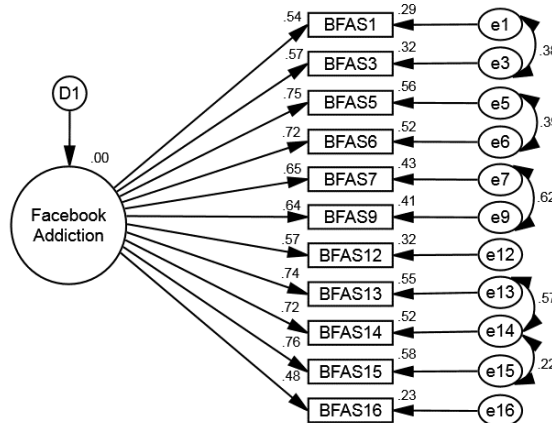 .54 BFAS1 .29 e1
.38
.57 BFAS3 .32 e3
.75 BFAS5 .56 e5
D1
.35
.72 BFAS6 .52 e6
.00
.65 BFAS7 .43 e7
.62
Facebook
Addiction
.64 BFAS9 .41 e9
.57 BFAS12 .32 e12
.74 BFAS13 .55 e13
.57
.72 BFAS14 .52 e14
.22
.76 BFAS15 .58 e15
.48 BFAS16 .23 e16